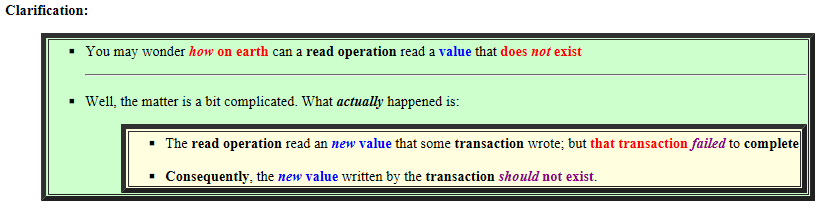 Clarification:
You may wonder how on earth can a read operation read a value that does not exist
Well, the matter is a bit complicated. What actually happened is:
The read operation read an new value that some transaction wrote; but that transaction failed to complete
Consequently, the new value written by the transaction should not exist.